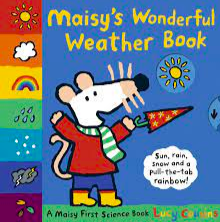 Maisy's Wonderful
Weather Book
Sun, rain,
snow and a
pull-the-tab
rainbow!
A Maisy First Science Book Lucy Cousins